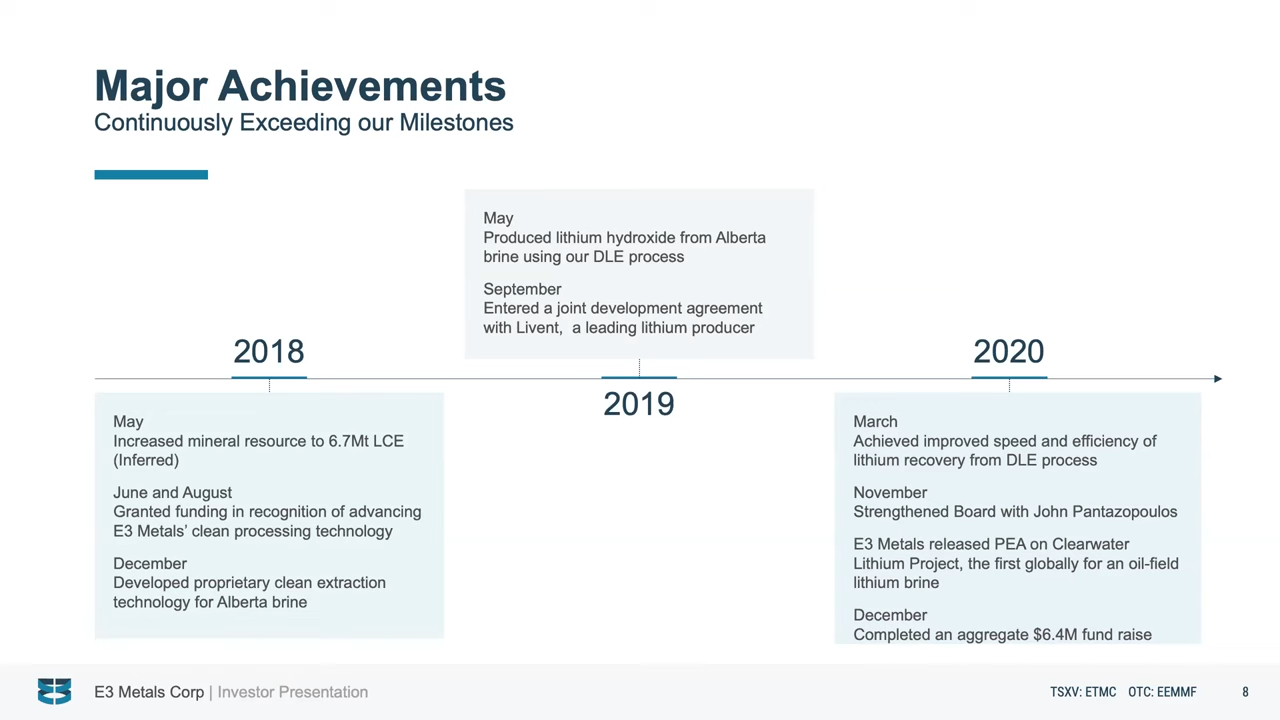 Major Achievements
Continuously Exceeding our Milestones
2018
May
Increased mineral resource to 6.7Mt LCE
(Inferred)
June and August
Granted funding in recognition of advancing
E3 Metals’ clean processing technology
December
Developed proprietary clean extraction
technology for Alberta brine
May
Produced lithium hydroxide from Alberta
brine using our DLE process
September
Entered a joint development agreement
with Livent,  a leading lithium producer
2019
2020
March
Achieved improved speed and efficiency of
lithium recovery from DLE process
November
Strengthened Board with John Pantazopoulos
E3 Metals released PEA on Clearwater
Lithium Project, the first globally for an oil-field
lithium brine
December
Completed an aggregate $6.4M fund raise
E3 Metals Corp | Investor Presentation
TSXV: ETMC OTC: EEMMF
8